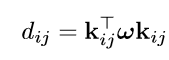 $d_{ij} = \mathbf{k}_{ij}^{\top} \boldsymbol{\omega} \mathbf{k}_{ij}$